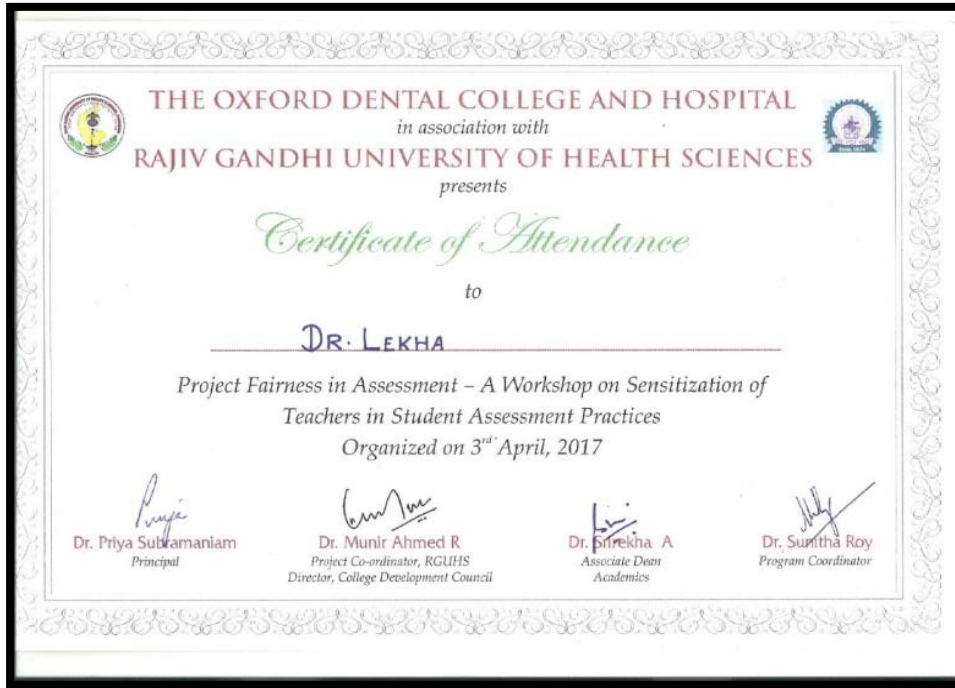 THE OXFORD DENTAL COLLEGE AND HOSPITAL
in association with
RAJIV GANDHI UNIVERSITY OF HEALTH SCIENCES
presents
Certificate of Attendance
to
DR. LEKHA
Project Fairness in Assessment – A Workshop on Sensitization of
Teachers in Student Assessment Practices
Organized on 3rd April, 2017
Dr. Priya Subramaniam
Principal
Dr. Munir Ahmed R
Project Co-ordinator, RGUHS
Director, College Development Council
Dr. Srirekha A
Associate Dean
Academics
Dr. Sunitha Roy
Program Coordinator